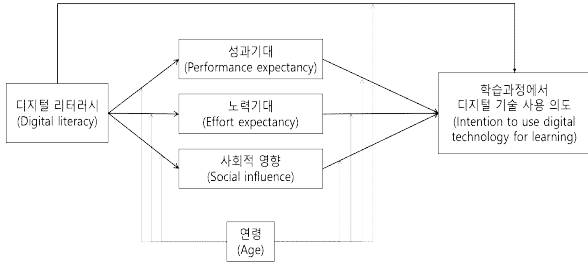 성과기대
(Performance expectancy)
디지털 리터러시
(Digital literacy)
노력기대
(Effort expectancy)
학습과정에서
디지털 기술 사용 의도
(Intention to use digital
technology for learning)
사회적 영향
(Social influence)
연령
(Age)